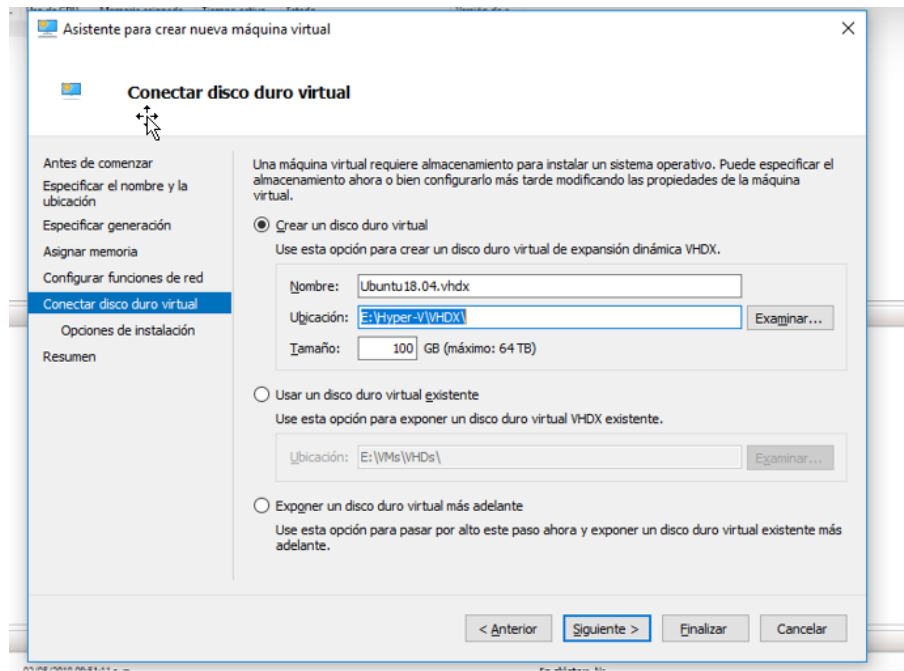 Asistente para crear nueva máquina virtual
Conectar disco duro virtual
Antes de comenzar
Especificar el nombre y la
ubicación
Especificar generación
Asignar memoria
Configurar funciones de red
Conectar disco duro virtual
Opciones de instalación
Resumen
Una máquina virtual requiere almacenamiento para instalar un sistema operativo. Puede especificar el
almacenamiento ahora o bien configurarlo más tarde modificando las propiedades de la máquina
virtual.
Crear un disco duro virtual
Use esta opción para crear un disco duro virtual de expansión dinámica VHDX.
Nombre: Ubuntu18.04.vhdx
Ubicación: E:\Hyper-V\VHDX\ Examinar...
Tamaño: 100 GB (máximo: 64 TB)
Usar un disco duro virtual existente
Use esta opción para exponer un disco duro virtual VHDX existente.
Ubicación: E:\VMs\VHDs\ Examinar...
Exponer un disco duro virtual más adelante
Use esta opción para pasar por alto este paso ahora y exponer un disco duro virtual existente más
adelante.
< Anterior Siguiente > Finalizar Cancelar